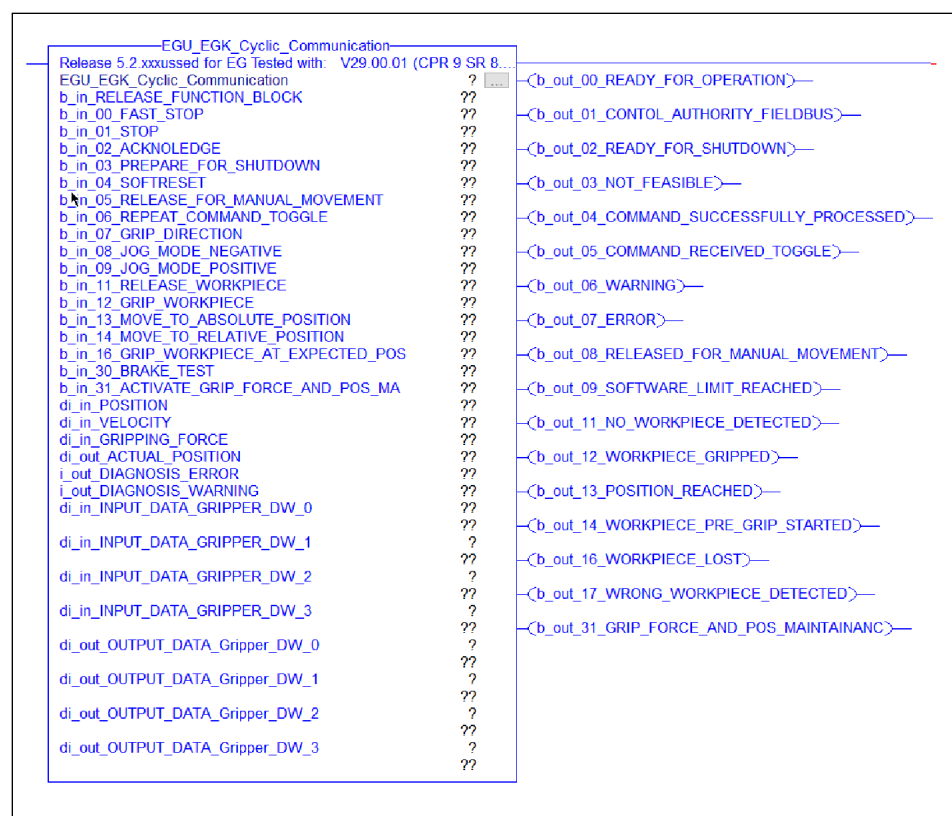 EGU_EGK_Cyclic_Communication
Release 5.2.xxxussed for EG Tested with: V29.00.01 (CPR 9 SR 8....
EGU_EGK_Cyclic_Communication ? ...
b_in_RELEASE_FUNCTION_BLOCK ??
b_in_00_FAST_STOP ??
b_in_01_STOP ??
b_in_02_ACKNOLEDGE ??
b_in_03_PREPARE_FOR_SHUTDOWN ??
b_in_04_SOFTRESET ??
b_in_05_RELEASE_FOR_MANUAL_MOVEMENT ??
b_in_06_REPEAT_COMMAND_TOGGLE ??
b_in_07_GRIP_DIRECTION ??
b_in_08_JOG_MODE_NEGATIVE ??
b_in_09_JOG_MODE_POSITIVE ??
b_in_11_RELEASE_WORKPIECE ??
b_in_12_GRIP_WORKPIECE ??
b_in_13_MOVE_TO_ABSOLUTE_POSITION ??
b_in_14_MOVE_TO_RELATIVE_POSITION ??
b_in_16_GRIP_WORKPIECE_AT_EXPECTED_POS ??
b_in_30_BRAKE_TEST ??
b_in_31_ACTIVATE_GRIP_FORCE_AND_POS_MA ??
di_in_POSITION ??
di_in_VELOCITY ??
di_in_GRIPPING_FORCE ??
di_out_ACTUAL_POSITION ??
i_out_DIAGNOSIS_ERROR ??
i_out_DIAGNOSIS_WARNING ??
di_in_INPUT_DATA_GRIPPER_DW_0 ??
??
di_in_INPUT_DATA_GRIPPER_DW_1 ?
??
di_in_INPUT_DATA_GRIPPER_DW_2 ?
??
di_in_INPUT_DATA_GRIPPER_DW_3 ?
??
di_out_OUTPUT_DATA_Gripper_DW_0 ?
??
di_out_OUTPUT_DATA_Gripper_DW_1 ?
??
di_out_OUTPUT_DATA_Gripper_DW_2 ?
??
di_out_OUTPUT_DATA_Gripper_DW_3 ?
??
b_out_00_READY_FOR_OPERATION
b_out_01_CONTOL_AUTHORITY_FIELDBUS
b_out_02_READY_FOR_SHUTDOWN
b_out_03_NOT_FEASIBLE
b_out_04_COMMAND_SUCCESSFULLY_PROCESSED
b_out_05_COMMAND_RECEIVED_TOGGLE
b_out_06_WARNING
b_out_07_ERROR
b_out_08_RELEASED_FOR_MANUAL_MOVEMENT
b_out_09_SOFTWARE_LIMIT_REACHED
b_out_11_NO_WORKPIECE_DETECTED
b_out_12_WORKPIECE_GRIPPED
b_out_13_POSITION_REACHED
b_out_14_WORKPIECE_PRE_GRIP_STARTED
b_out_16_WORKPIECE_LOST
b_out_17_WRONG_WORKPIECE_DETECTED
b_out_31_GRIP_FORCE_AND_POS_MAINTAINANC